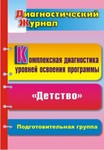 Диагностический
Журнал
Комплексная диагностика
уровней освоения программы
«Детство»
Подготовительная группа